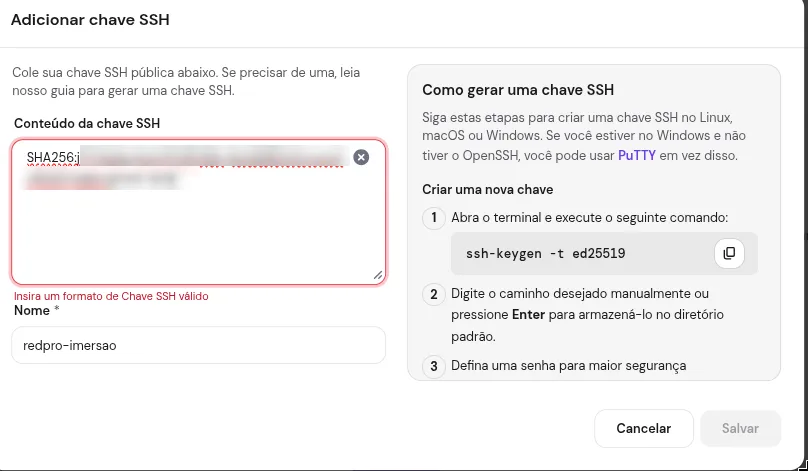 Adicionar chave SSH
Cole sua chave SSH pública abaixo. Se precisar de uma, leia
nosso guia para gerar uma chave SSH.
Conteúdo da chave SSH
SHA256:j
Insira um formato de Chave SSH válido
Nome *
redpro-imersao
Como gerar uma chave SSH
Siga estas etapas para criar uma chave SSH no Linux,
macOS ou Windows. Se você estiver no Windows e não
tiver o OpenSSH, você pode usar PuTTY em vez disso.
Criar uma nova chave
1 Abra o terminal e execute o seguinte comando:
ssh-keygen -t ed25519
2 Digite o caminho desejado manualmente ou
pressione Enter para armazená-lo no diretório
padrão.
3 Defina uma senha para maior segurança
Cancelar
Salvar